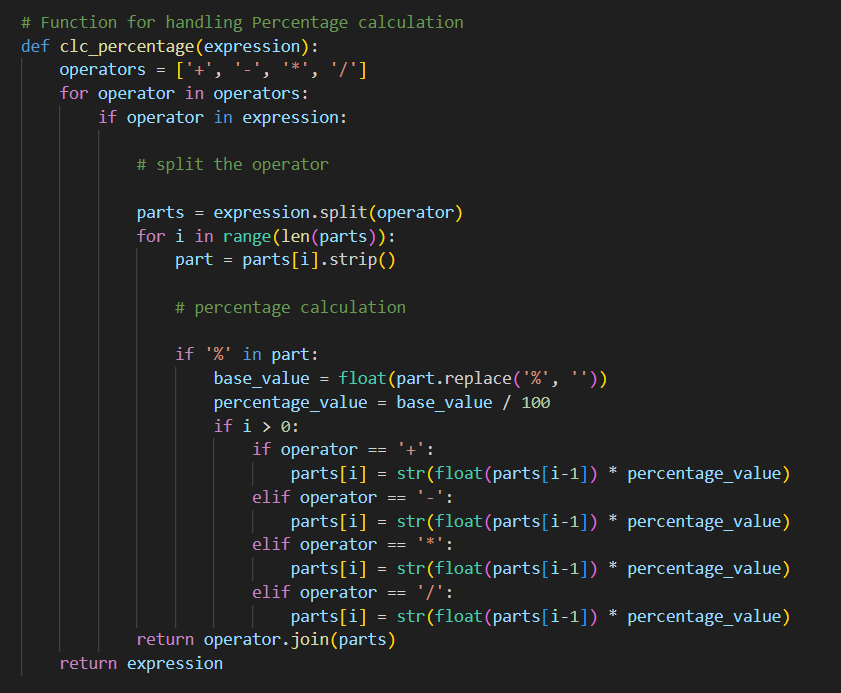 # Function for handling Percentage calculation
def clc_percentage(expression):
    operators = ['+', '-', '*', '/']
    for operator in operators:
        if operator in expression:

            # split the operator

            parts = expression.split(operator)
            for i in range(len(parts)):
                part = parts[i].strip()

                # percentage calculation

                if '%' in part:
                    base_value = float(part.replace('%', ''))
                    percentage_value = base_value / 100
                    if i > 0:
                        if operator == '+':
                            parts[i] = str(float(parts[i-1]) * percentage_value)
                        elif operator == '-':
                            parts[i] = str(float(parts[i-1]) * percentage_value)
                        elif operator == '*':
                            parts[i] = str(float(parts[i-1]) * percentage_value)
                        elif operator == '/':
                            parts[i] = str(float(parts[i-1]) * percentage_value)
            return operator.join(parts)
    return expression